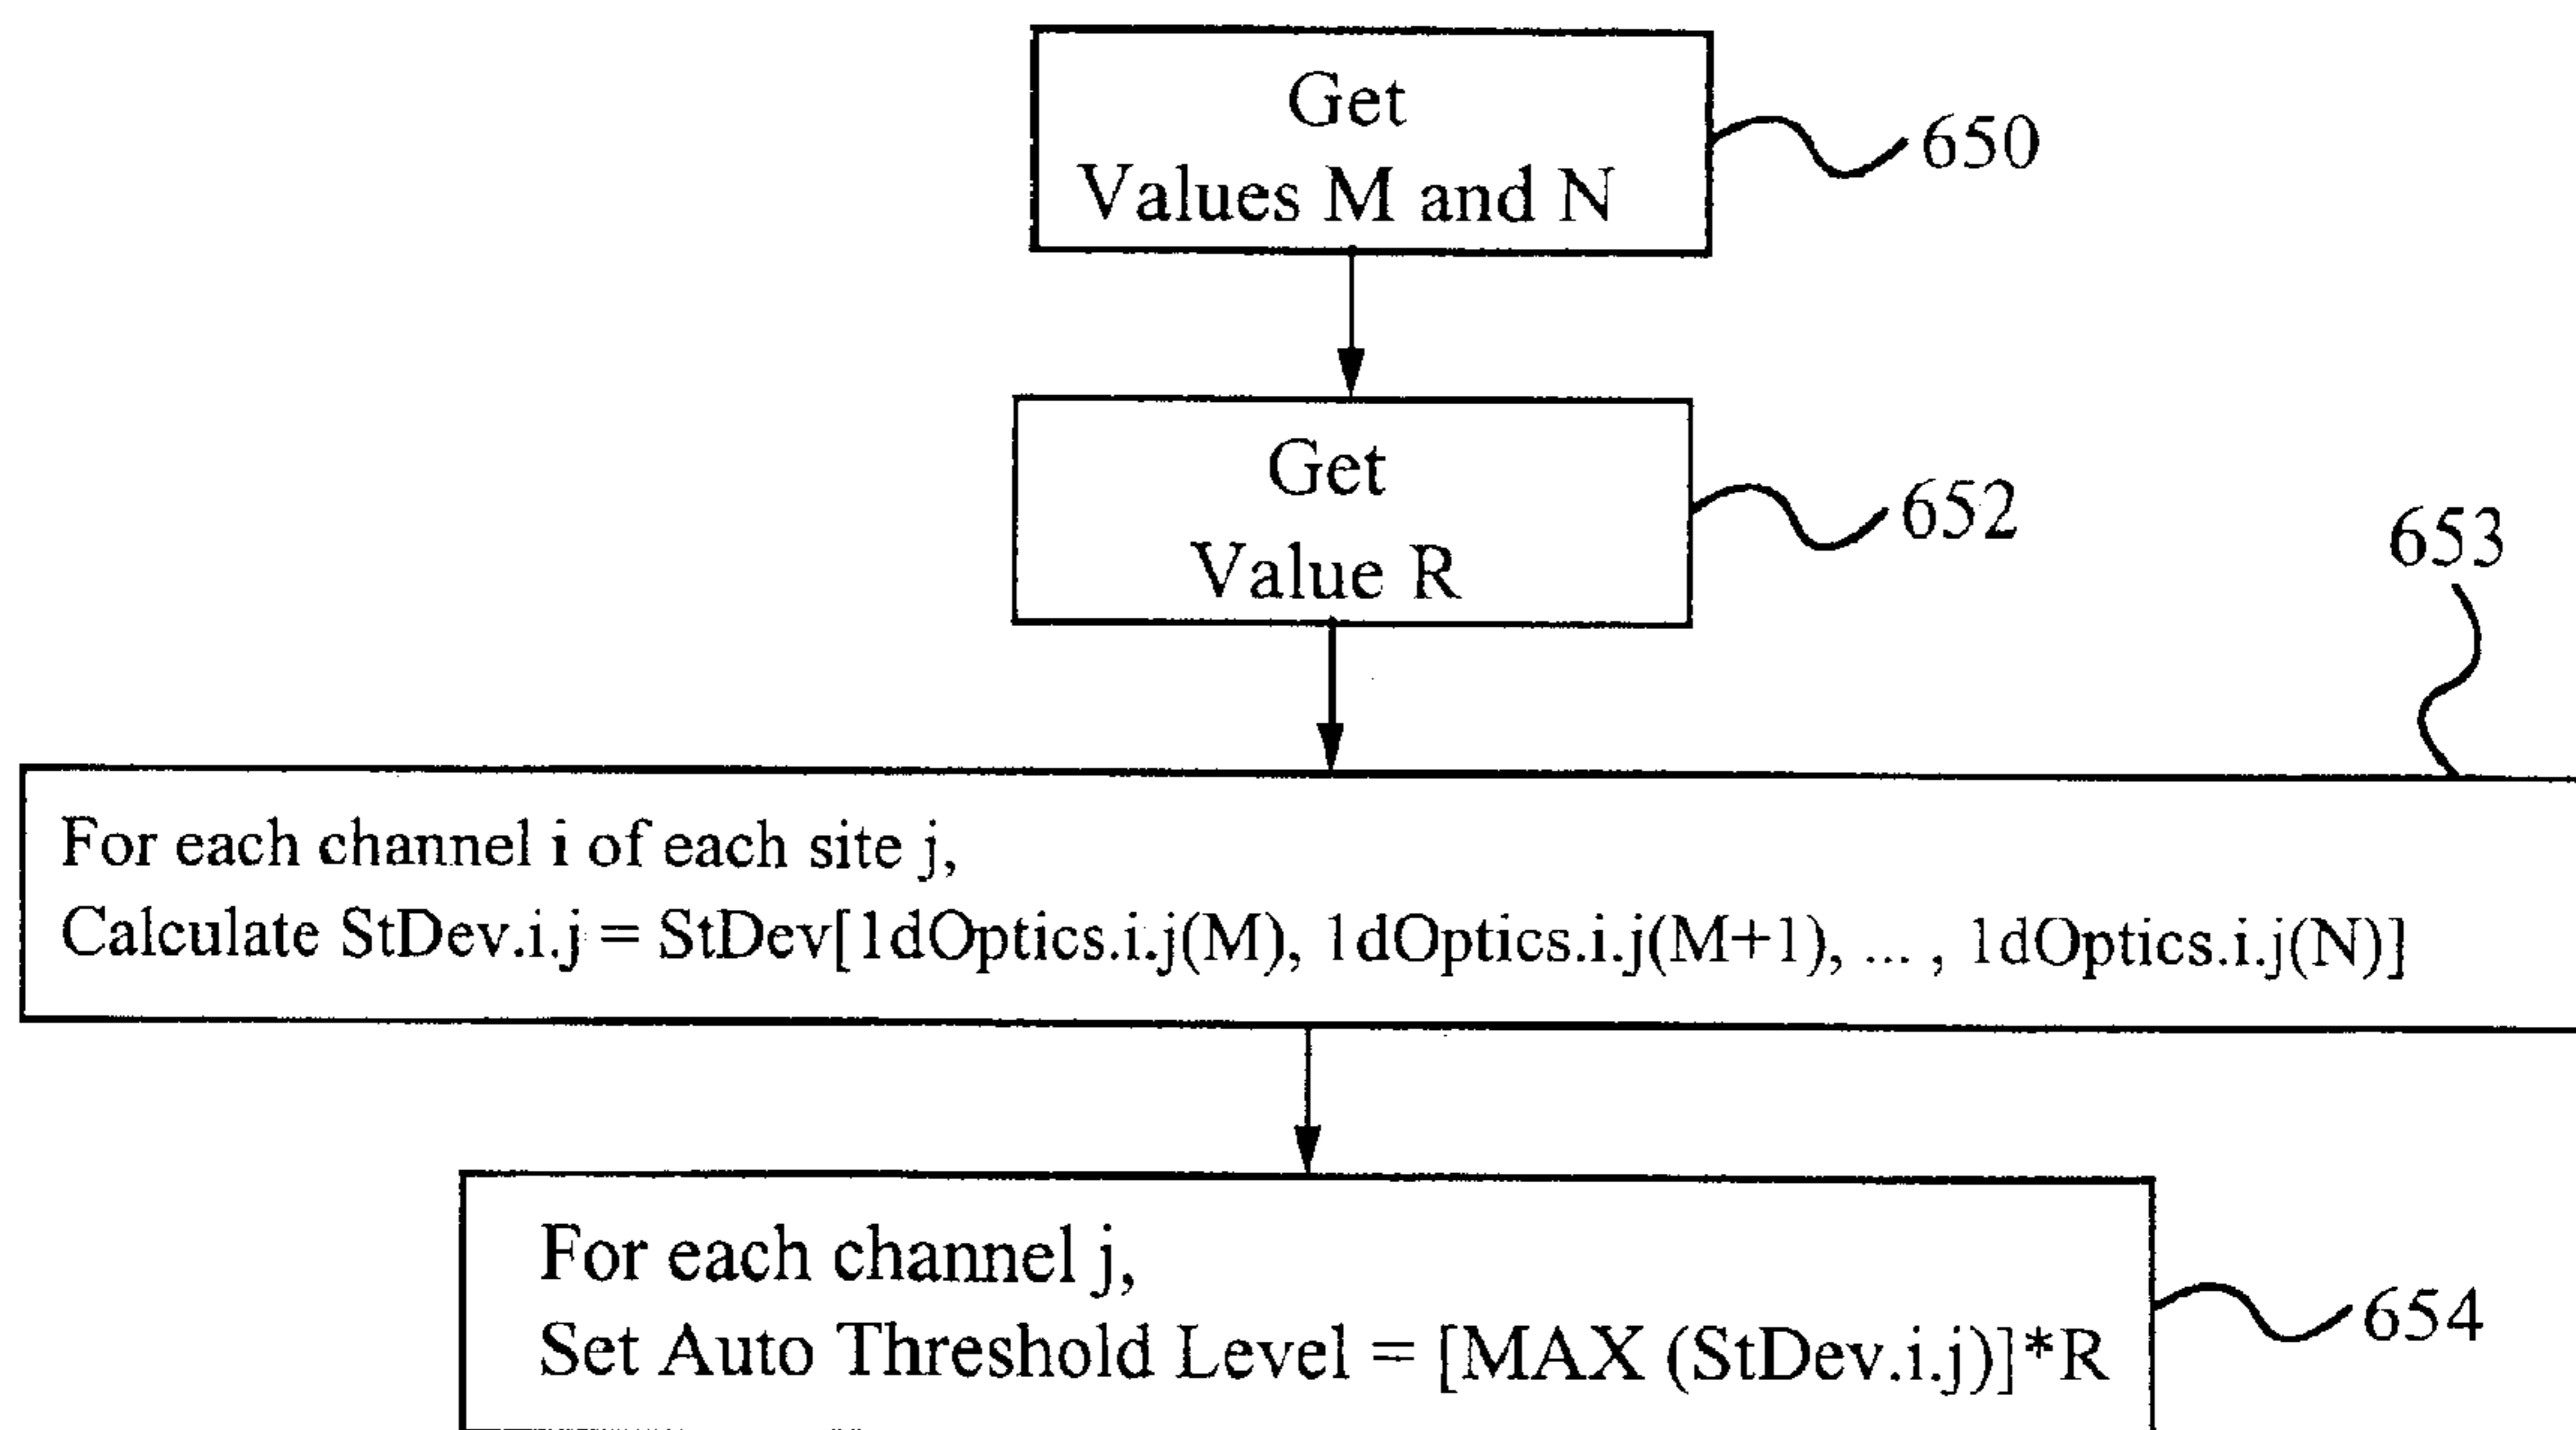 Get
Values M and N
650
Get
Value R
652
653
For each channel i of each site j,
Calculate StDev.i.j = StDev[1dOptics.i.j(M), 1dOptics.i.j(M+1), ... , 1dOptics.i.j(N)]
For each channel j,
Set Auto Threshold Level = [MAX (StDev.i.j)]*R
654